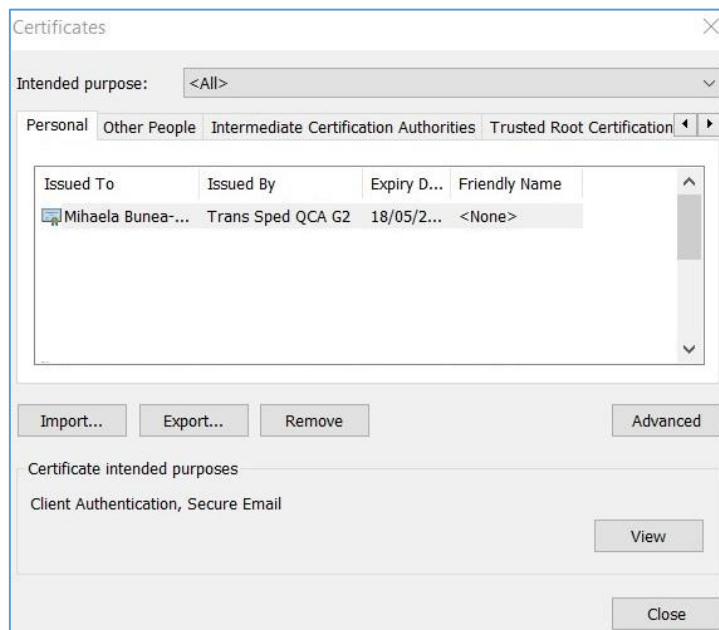 Certificates
Intended purpose: <All>
Personal Other People Intermediate Certification Authorities Trusted Root Certification
Issued To Issued By Expiry D... Friendly Name
Mihaela Bunea-... Trans Sped QCA G2 18/05/2... <None>
Import... Export... Remove Advanced
Certificate intended purposes
Client Authentication, Secure Email
View
Close